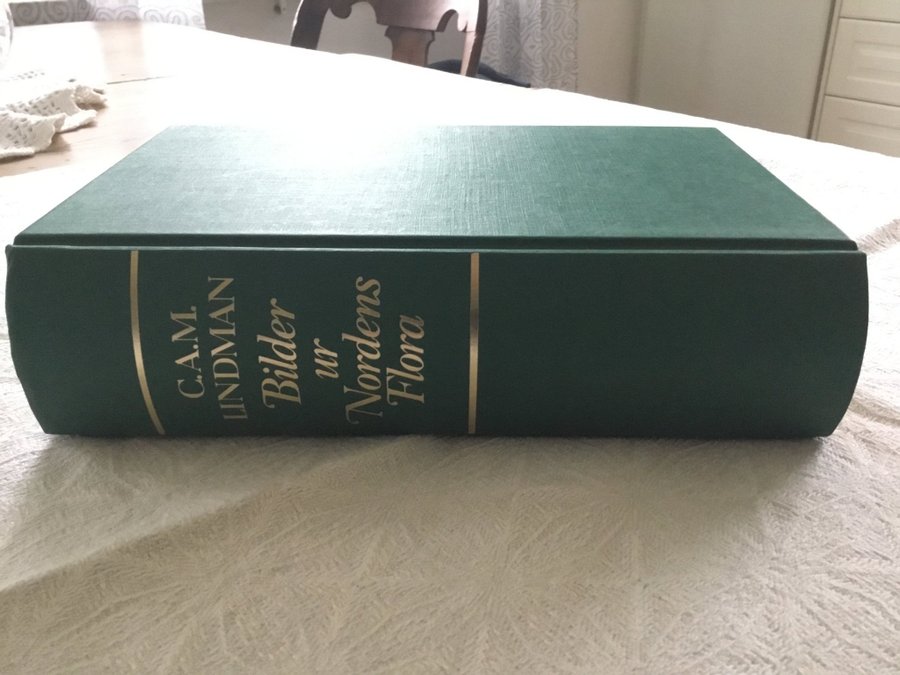 C.A.M.
LINDMAN
Bilder
ur
Nordens
Flora